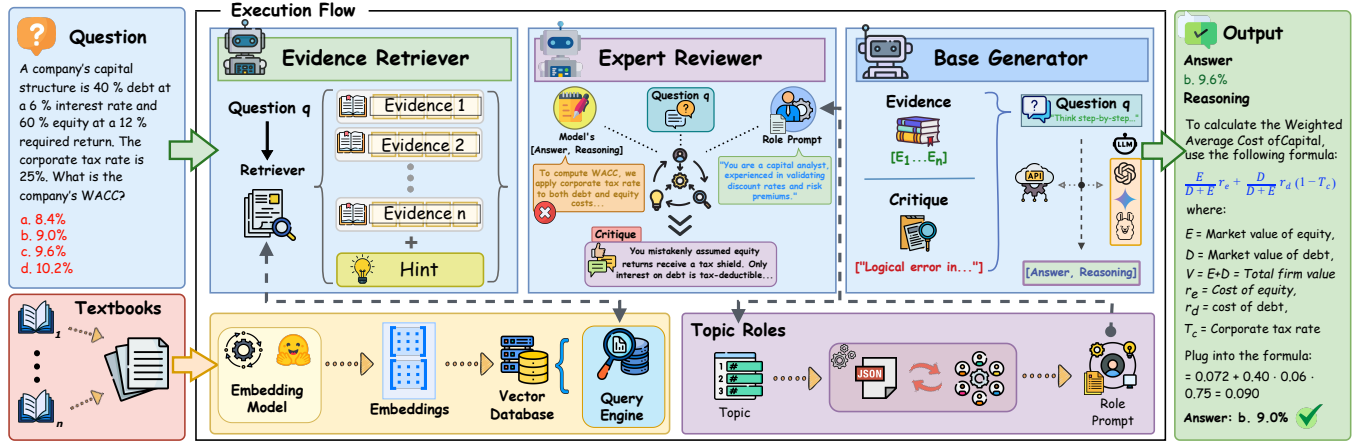 Execution Flow
Question
A company's capital
structure is 40 % debt at
a 6 % interest rate and
60 % equity at a 12 %
required return. The
corporate tax rate is
25%. What is the
company's WACC?
a. 8.4%
b. 9.0%
c. 9.6%
d. 10.2%
Textbooks
1
n
Evidence Retriever
Question q
Retriever
Evidence 1
Evidence 2
Evidence n
+
Hint
Expert Reviewer
Question q
Model's
[Answer, Reasoning]
Role Prompt
To compute WACC, we
apply corporate tax rate
to both debt and equity
costs...
"You are a capital analyst,
experienced in validating
discount rates and risk
premiums."
Critique
You mistakenly assumed equity
returns receive a tax shield. Only
interest on debt is tax-deductible...
Base Generator
Evidence
[E₁...Eₙ]
Critique
["Logical error in..."]
Question q
"Think step-by-step..."
LLM
API
[Answer, Reasoning]
Embedding
Model
Embeddings
Vector
Database
Query
Engine
Topic Roles
1 #
2 #
3 #
Topic
JSON
Role
Prompt
Output
Answer
b. 9.6%
Reasoning
To calculate the Weighted
Average Cost ofCapital,
use the following formula:
E/(D+E) rₑ + D/(D+E) r_d (1 − T_c)
where:
E = Market value of equity,
D = Market value of debt,
V = E+D = Total firm value
rₑ = Cost of equity,
r_d = cost of debt,
T_c = Corporate tax rate
Plug into the formula:
= 0.072 + 0.40 · 0.06 ·
0.75 = 0.090
Answer: b. 9.0%